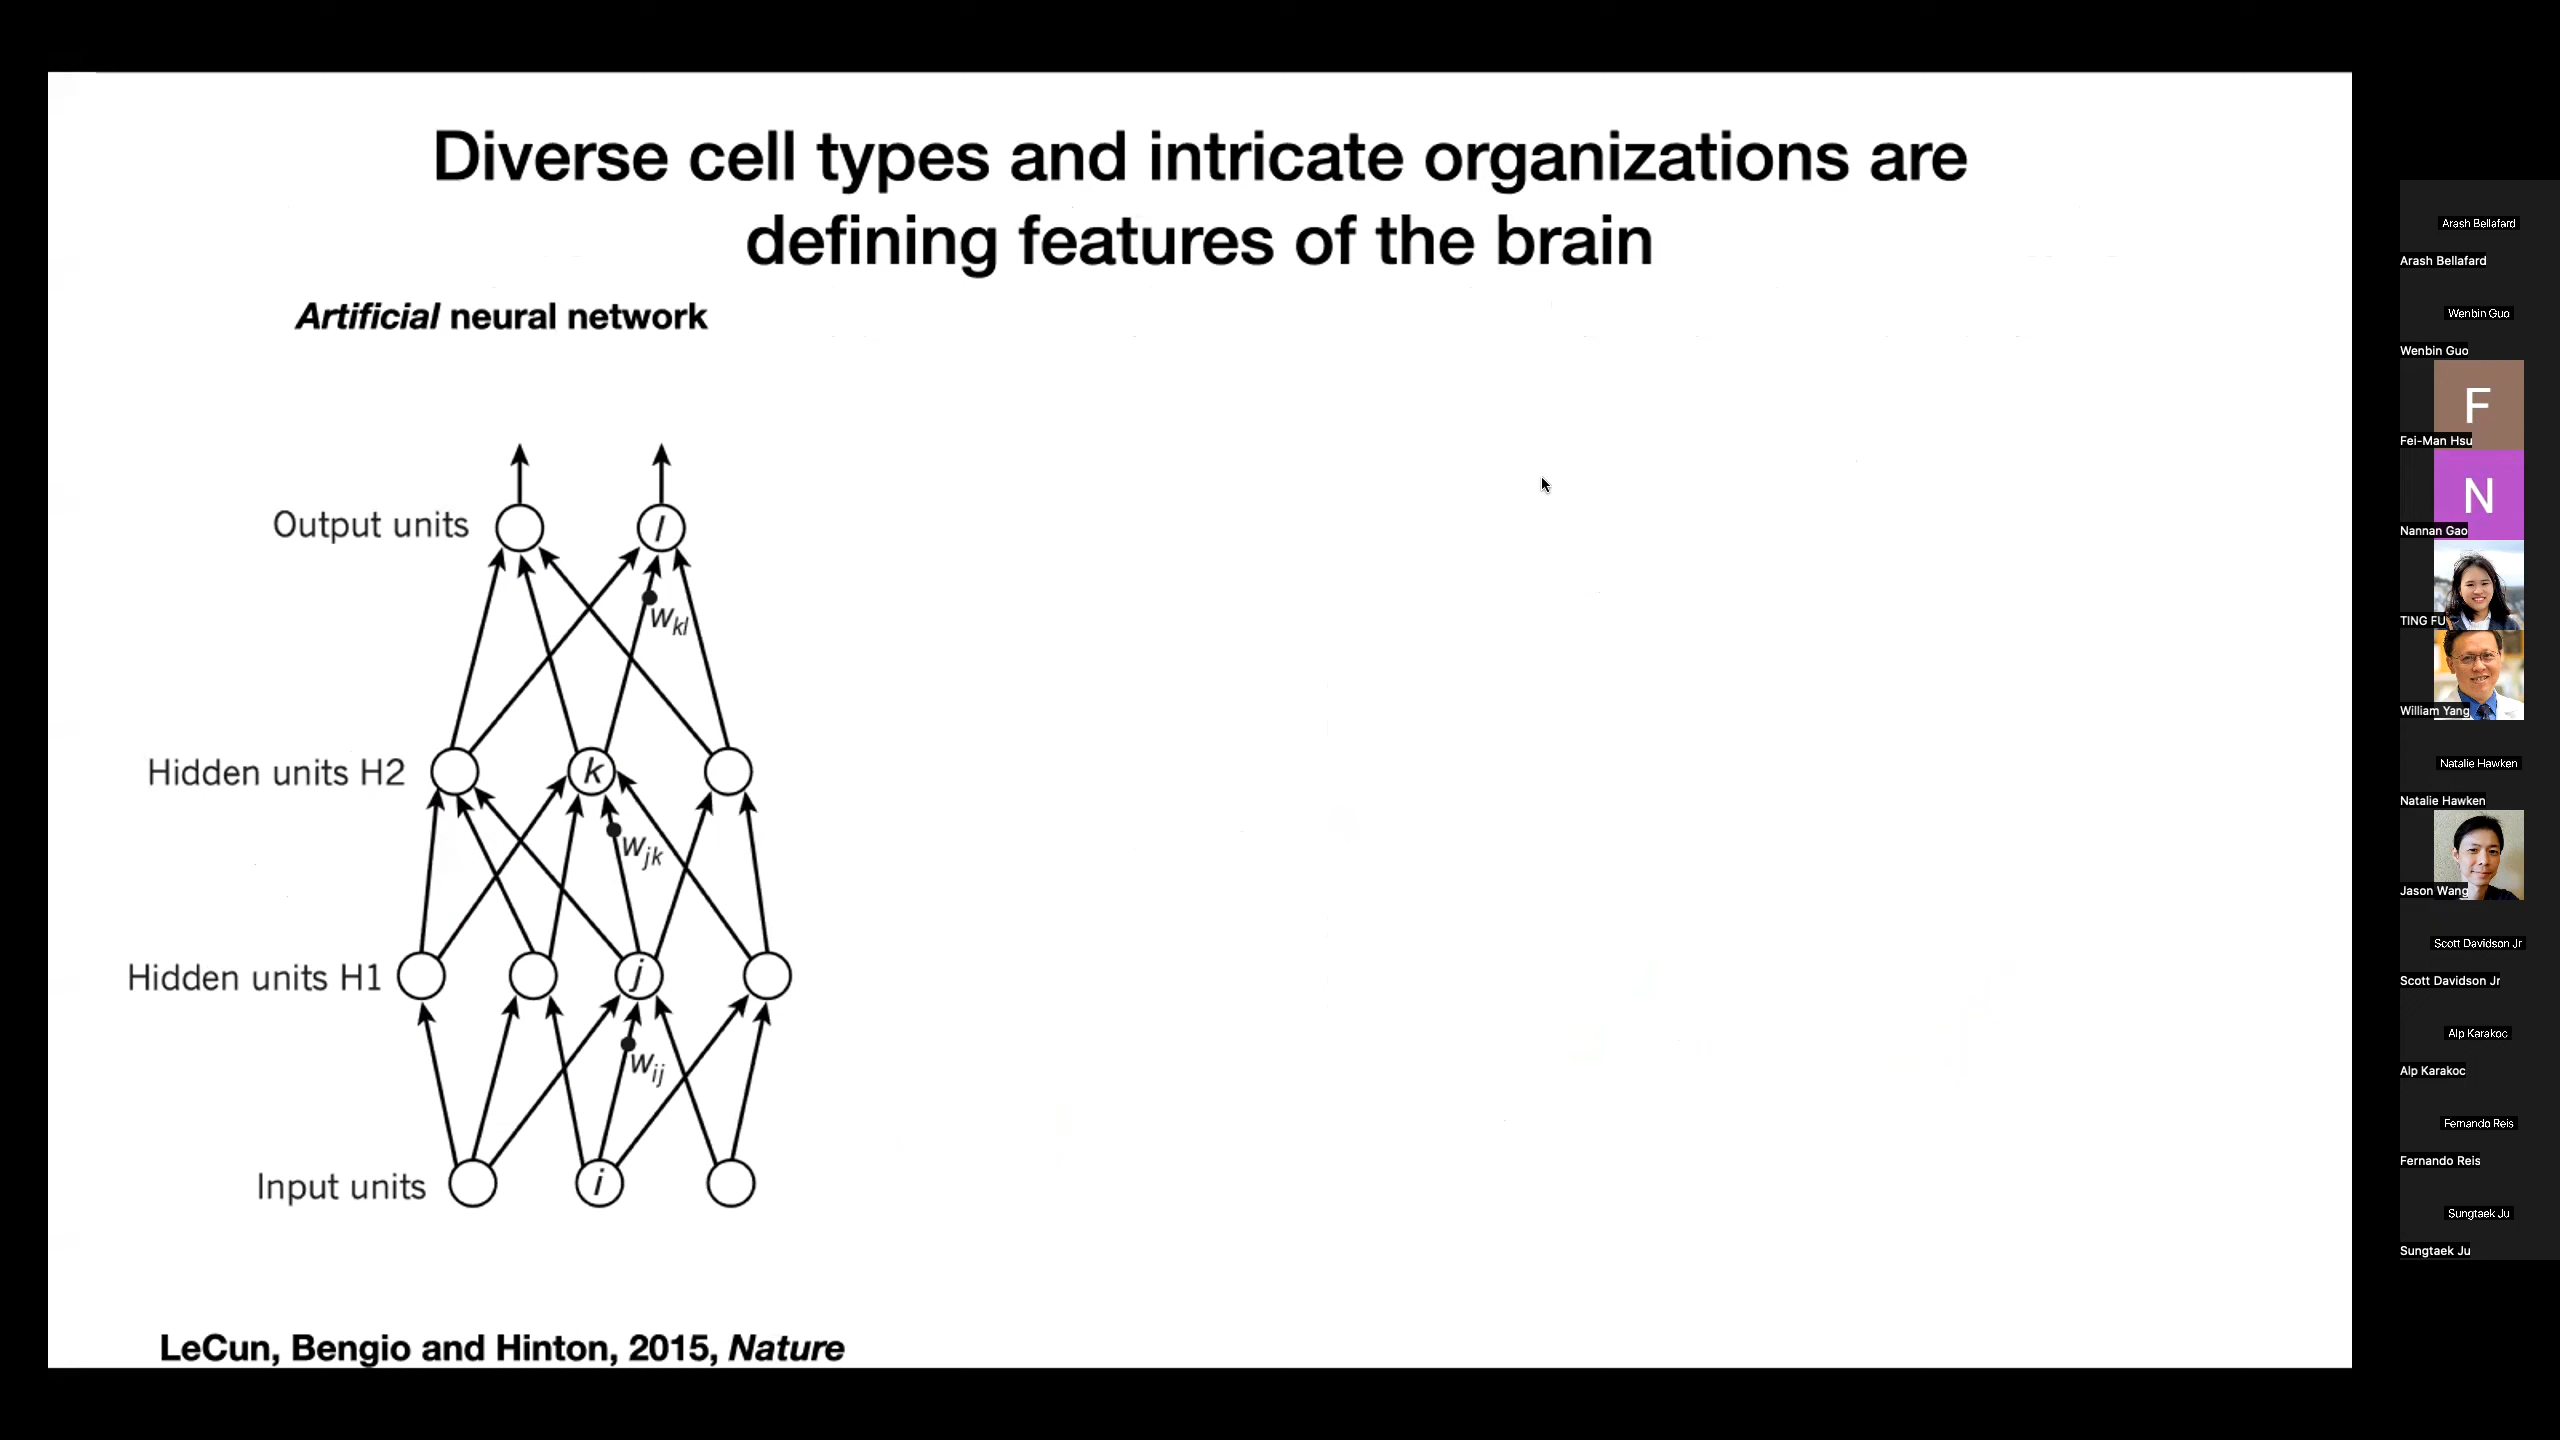 Diverse cell types and intricate organizations are
defining features of the brain
Artificial neural network
Output units
l
w_kl
Hidden units H2
k
w_jk
Hidden units H1
j
w_ij
Input units
i
LeCun, Bengio and Hinton, 2015, Nature
Arash Bellafard
Arash Bellafard
Wenbin Guo
Wenbin Guo
F
Fei-Man Hsu
N
Nannan Gao
TING FU
William Yang
Natalie Hawken
Natalie Hawken
Jason Wang
Scott Davidson Jr
Scott Davidson Jr
Alp Karakoc
Alp Karakoc
Fernando Reis
Fernando Reis
Sungtaek Ju
Sungtaek Ju